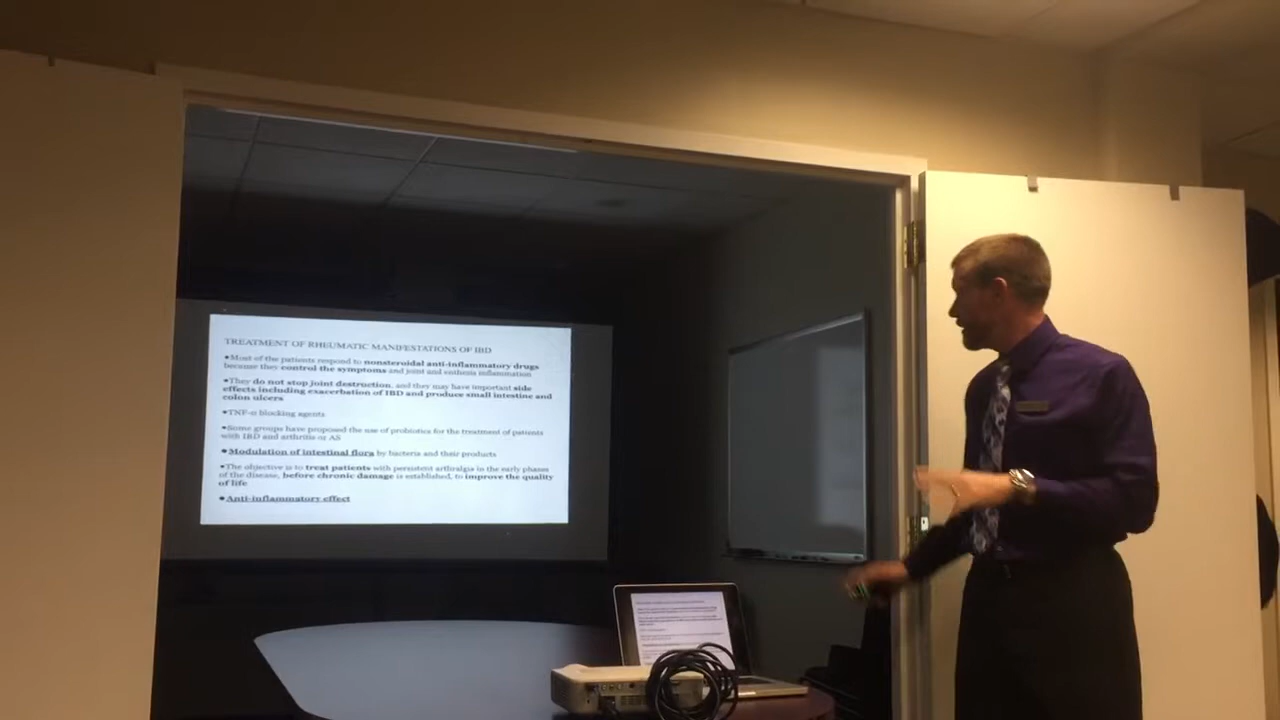 TREATMENT OF RHEUMATIC MANIFESTATIONS OF IBD
●Most of the patients respond to nonsteroidal anti-inflammatory drugs
because they control the symptoms and joint and enthesis inflammation
●They do not stop joint destruction, and they may have important side
effects including exacerbation of IBD and produce small intestine and
colon ulcers
●TNF-α blocking agents
●Some groups have proposed the use of probiotics for the treatment of patients
with IBD and arthritis or AS
●Modulation of intestinal flora by bacteria and their products
●The objective is to treat patients with persistent arthralgia in the early phases
of the disease, before chronic damage is established, to improve the quality
of life
●Anti-inflammatory effect